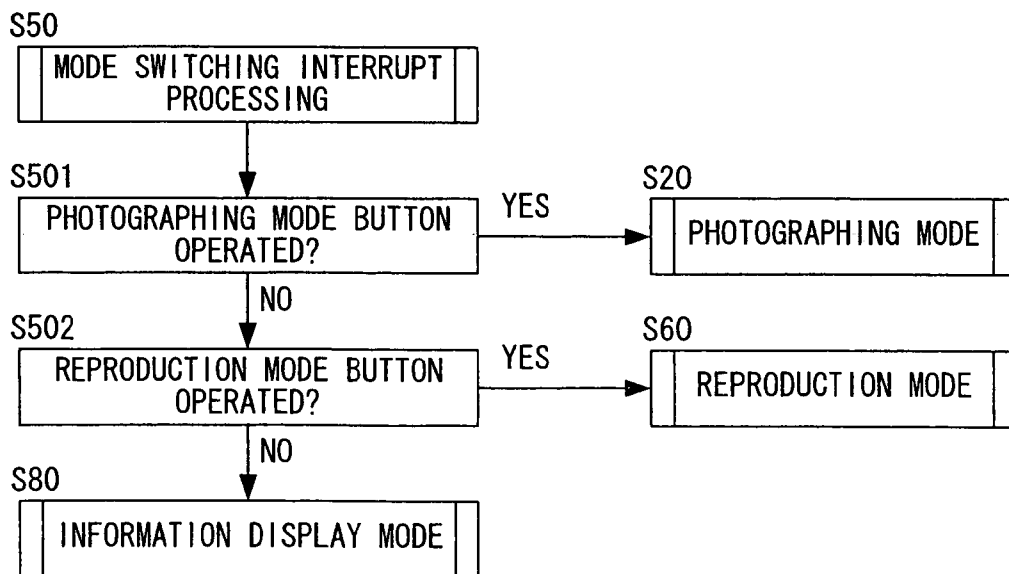 S50
MODE SWITCHING INTERRUPT
PROCESSING
S501
PHOTOGRAPHING MODE BUTTON
OPERATED?
YES
S20
PHOTOGRAPHING MODE
NO
S502
REPRODUCTION MODE BUTTON
OPERATED?
YES
S60
REPRODUCTION MODE
NO
S80
INFORMATION DISPLAY MODE